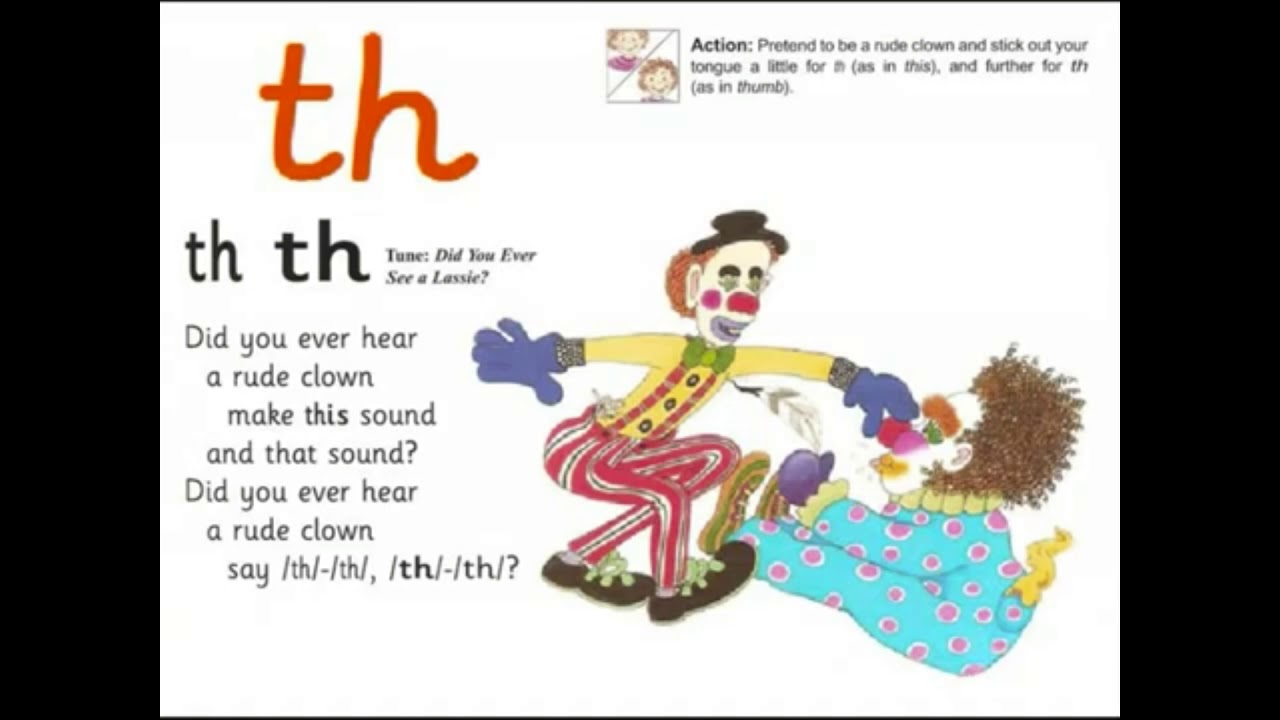 th
Action: Pretend to be a rude clown and stick out your
tongue a little for th (as in this), and further for th
(as in thumb).
th th
Tune: Did You Ever
See a Lassie?
Did you ever hear
a rude clown
make this sound
and that sound?
Did you ever hear
a rude clown
say /th/-/th/, /th/-/th/?